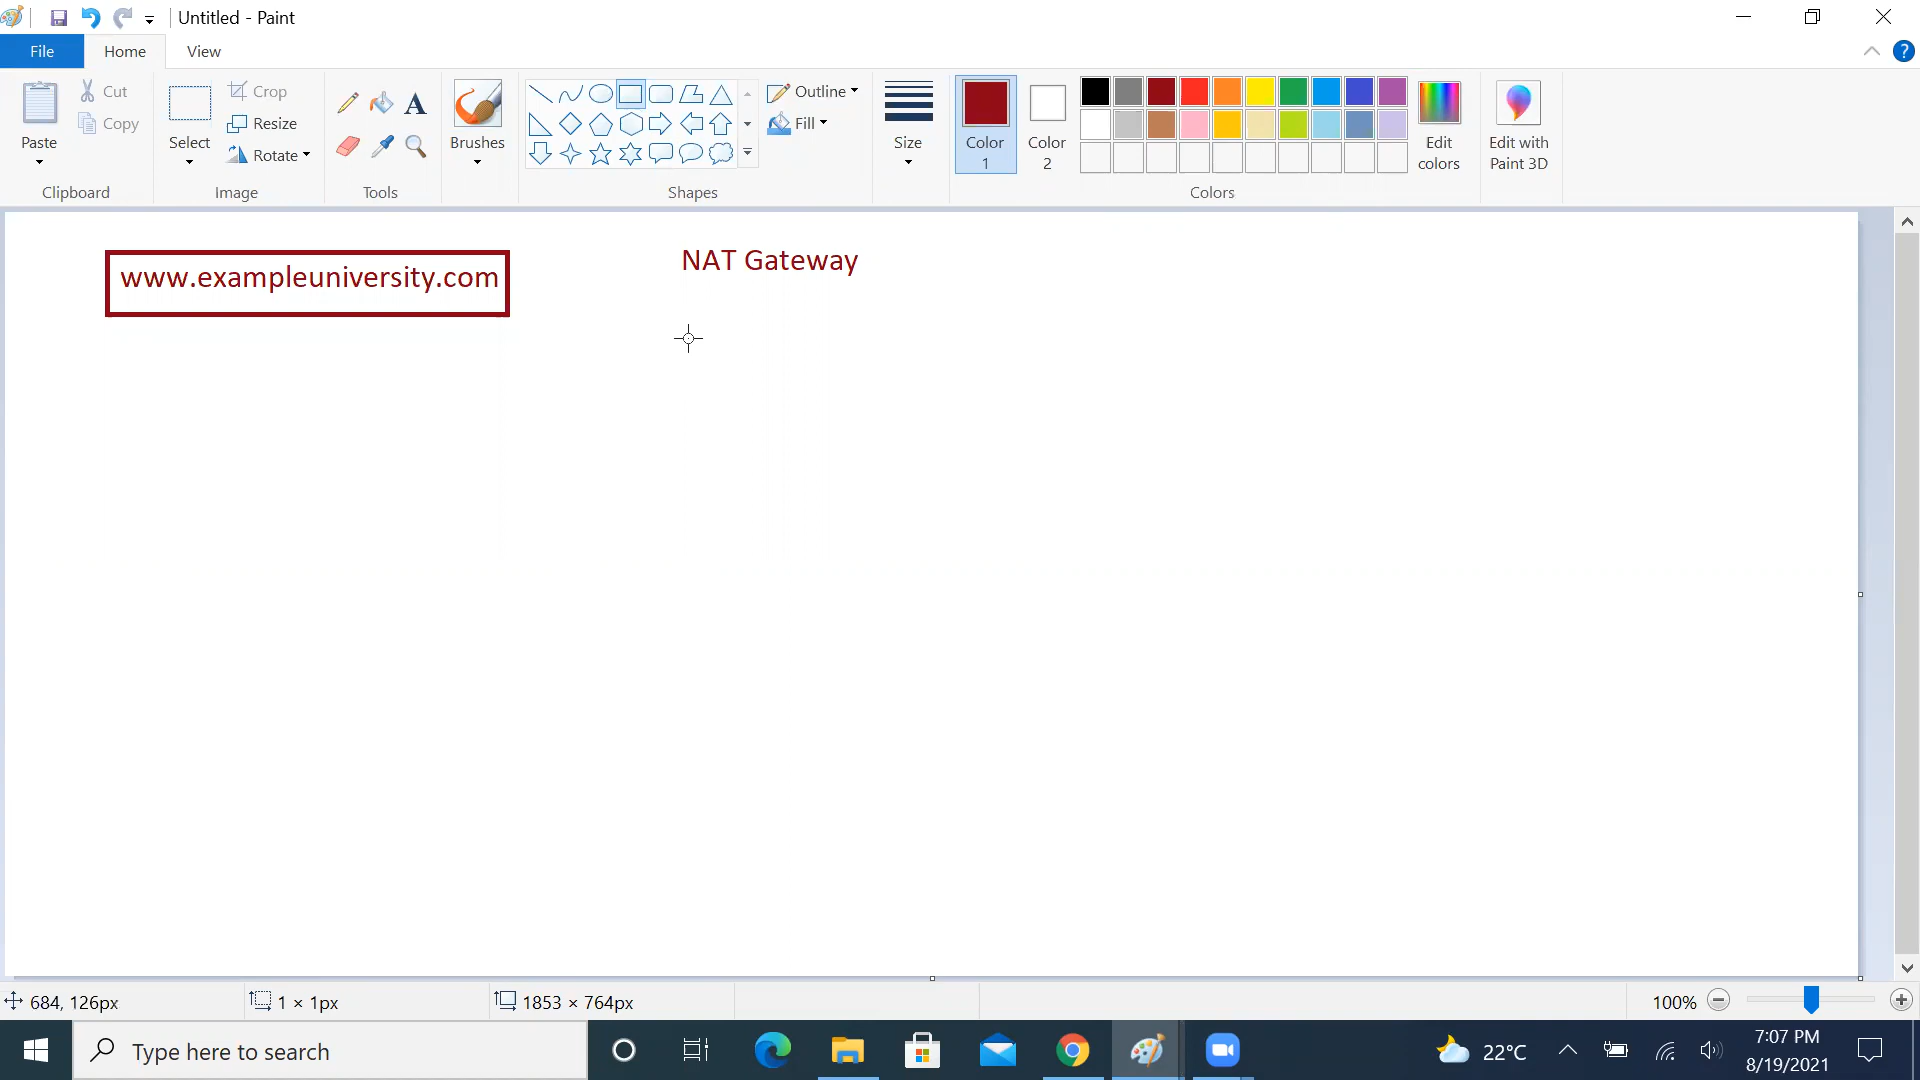 Untitled - Paint
File Home View
Paste
Cut
Copy
Clipboard
Select
Crop
Resize
Rotate
Image
A
Tools
Brushes
Shapes
Outline
Fill
Size
Color
1
Color
2
Colors
Edit
colors
Edit with
Paint 3D
?
www.exampleuniversity.com
NAT Gateway
684, 126px
1 × 1px
1853 × 764px
100%
Type here to search
22°C
7:07 PM
8/19/2021